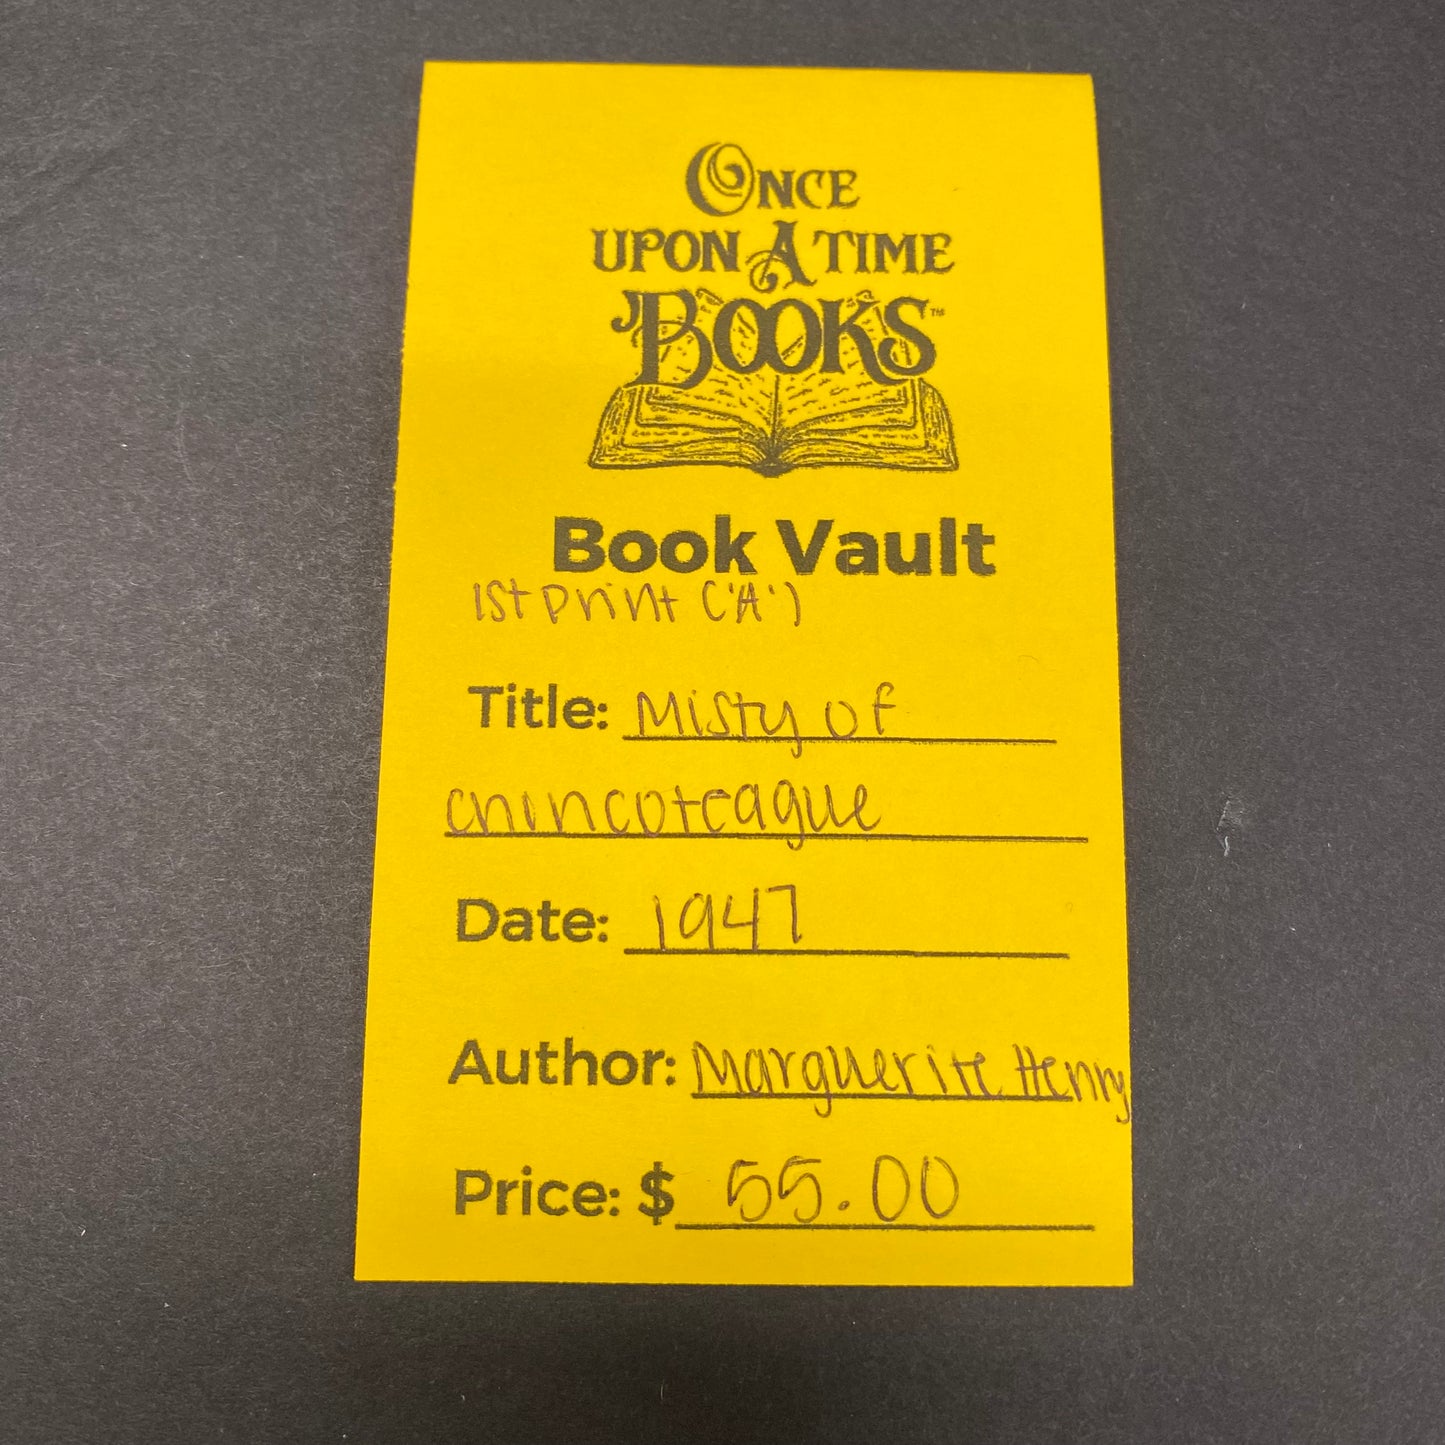 ONCE
UPON A TIME
BOOKS™
Book Vault
1st print ('A')
Title: Misty of
chincoteague
Date: 1947
Author: Marguerite Henry
Price: $ 55.00